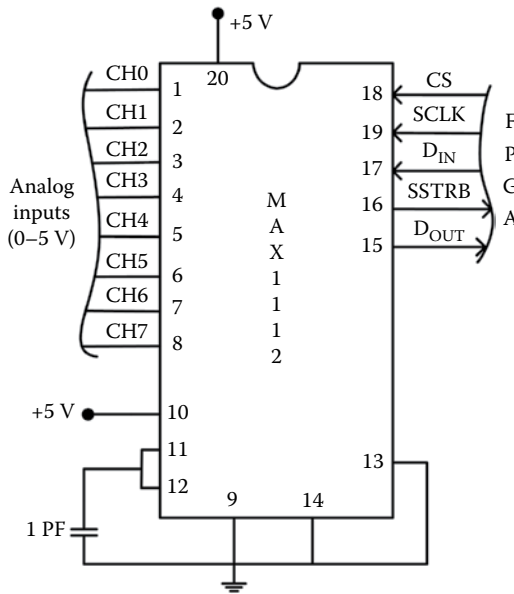 +5 V
20
CH0
1
CH1
2
CH2
3
CH3
4
CH4
5
CH5
6
CH6
7
CH7
8
Analog
inputs
(0–5 V)
+5 V
10
11
12
1 PF
9
14
13
M
A
X
1
1
1
2
18
CS
19
SCLK
17
D_IN
16
SSTRB
15
D_OUT
F
P
G
A